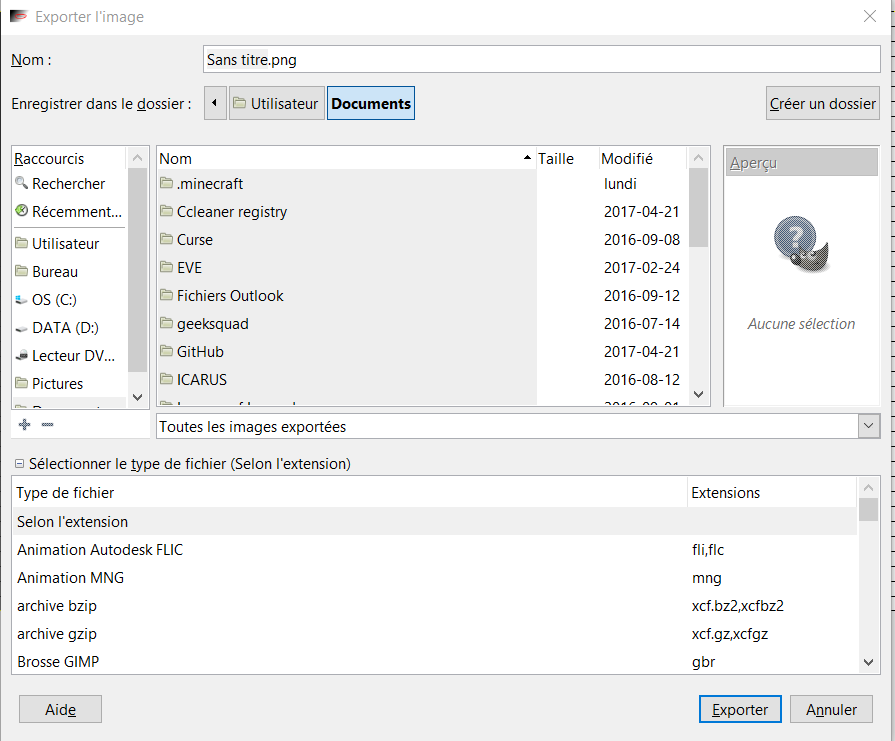 Exporter l'image
Nom :
Sans titre.png
Enregistrer dans le dossier :
Utilisateur
Documents
Créer un dossier
Raccourcis
Rechercher
Récemment...
Utilisateur
Bureau
OS (C:)
DATA (D:)
Lecteur DV...
Pictures
Nom Taille Modifié
.minecraft lundi
Ccleaner registry 2017-04-21
Curse 2016-09-08
EVE 2017-02-24
Fichiers Outlook 2016-09-12
geeksquad 2016-07-14
GitHub 2017-04-21
ICARUS 2016-08-12
Aperçu
Aucune sélection
Toutes les images exportées
Sélectionner le type de fichier (Selon l'extension)
Type de fichier Extensions
Selon l'extension
Animation Autodesk FLIC fli,flc
Animation MNG mng
archive bzip xcf.bz2,xcfbz2
archive gzip xcf.gz,xcfgz
Brosse GIMP gbr
Aide
Exporter
Annuler